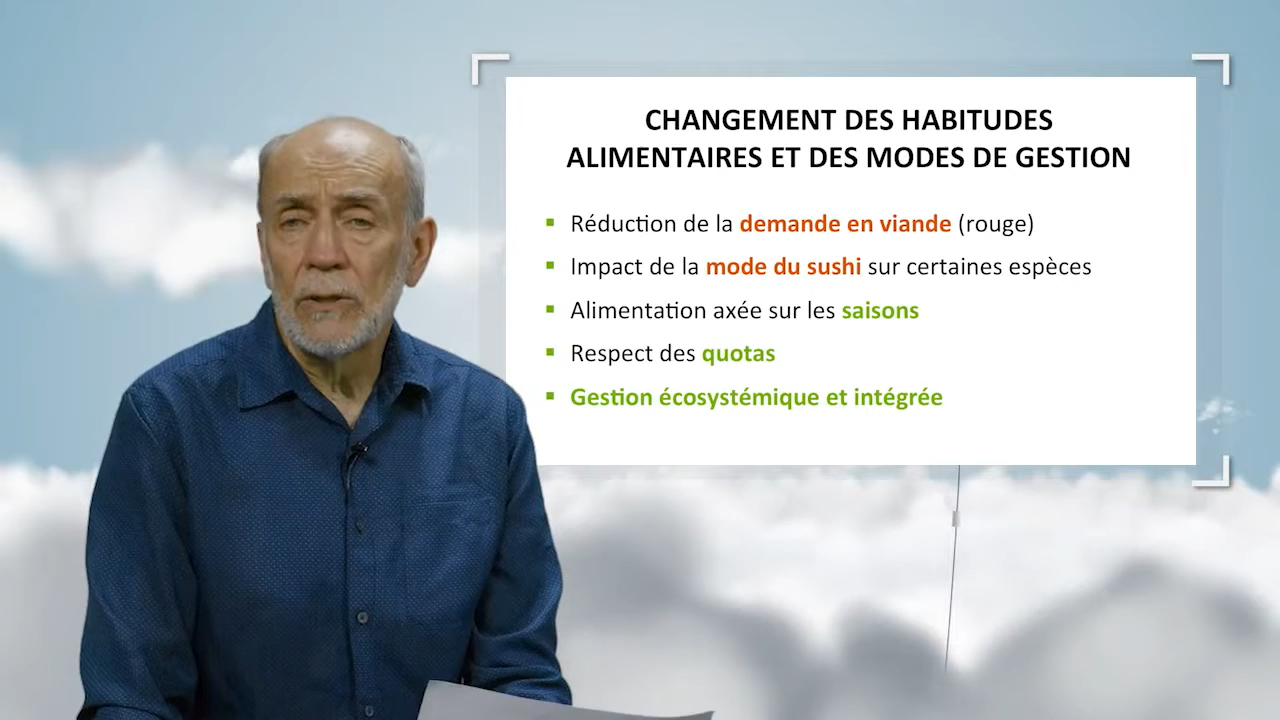 CHANGEMENT DES HABITUDES
ALIMENTAIRES ET DES MODES DE GESTION
Réduction de la demande en viande (rouge)
Impact de la mode du sushi sur certaines espèces
Alimentation axée sur les saisons
Respect des quotas
Gestion écosystémique et intégrée